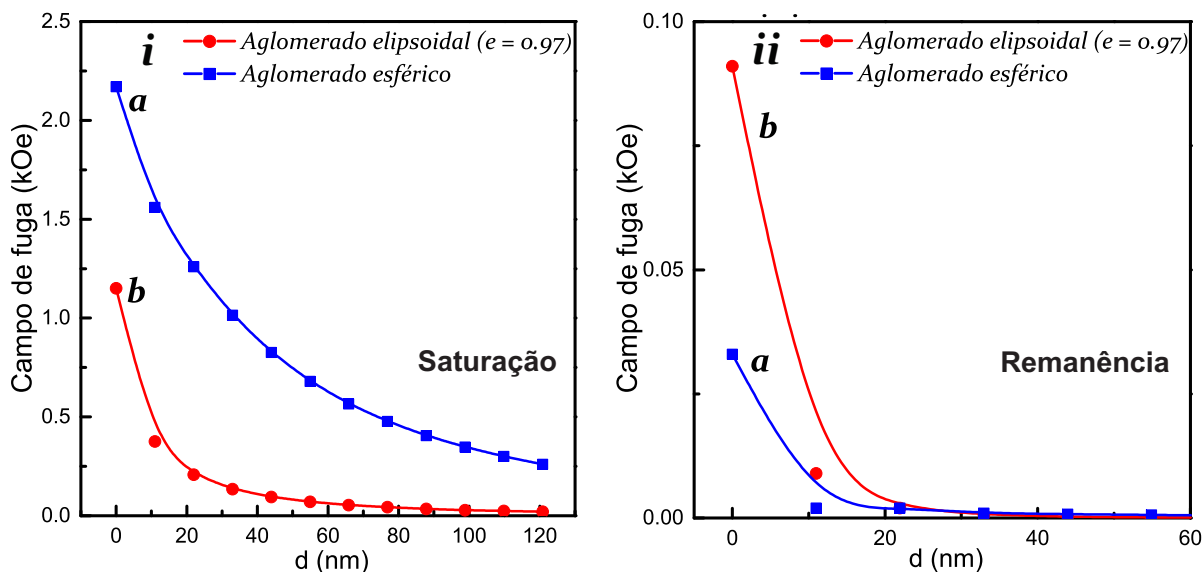 i
Aglomerado elipsoidal (e = 0.97)
Aglomerado esférico
a
b
Saturação
Campo de fuga (kOe)
2.5
2.0
1.5
1.0
0.5
0.0
0 20 40 60 80 100 120
d (nm)
ii
Aglomerado elipsoidal (e = 0.97)
Aglomerado esférico
b
a
Remanência
Campo de fuga (kOe)
0.10
0.05
0.00
0 20 40 60
d (nm)